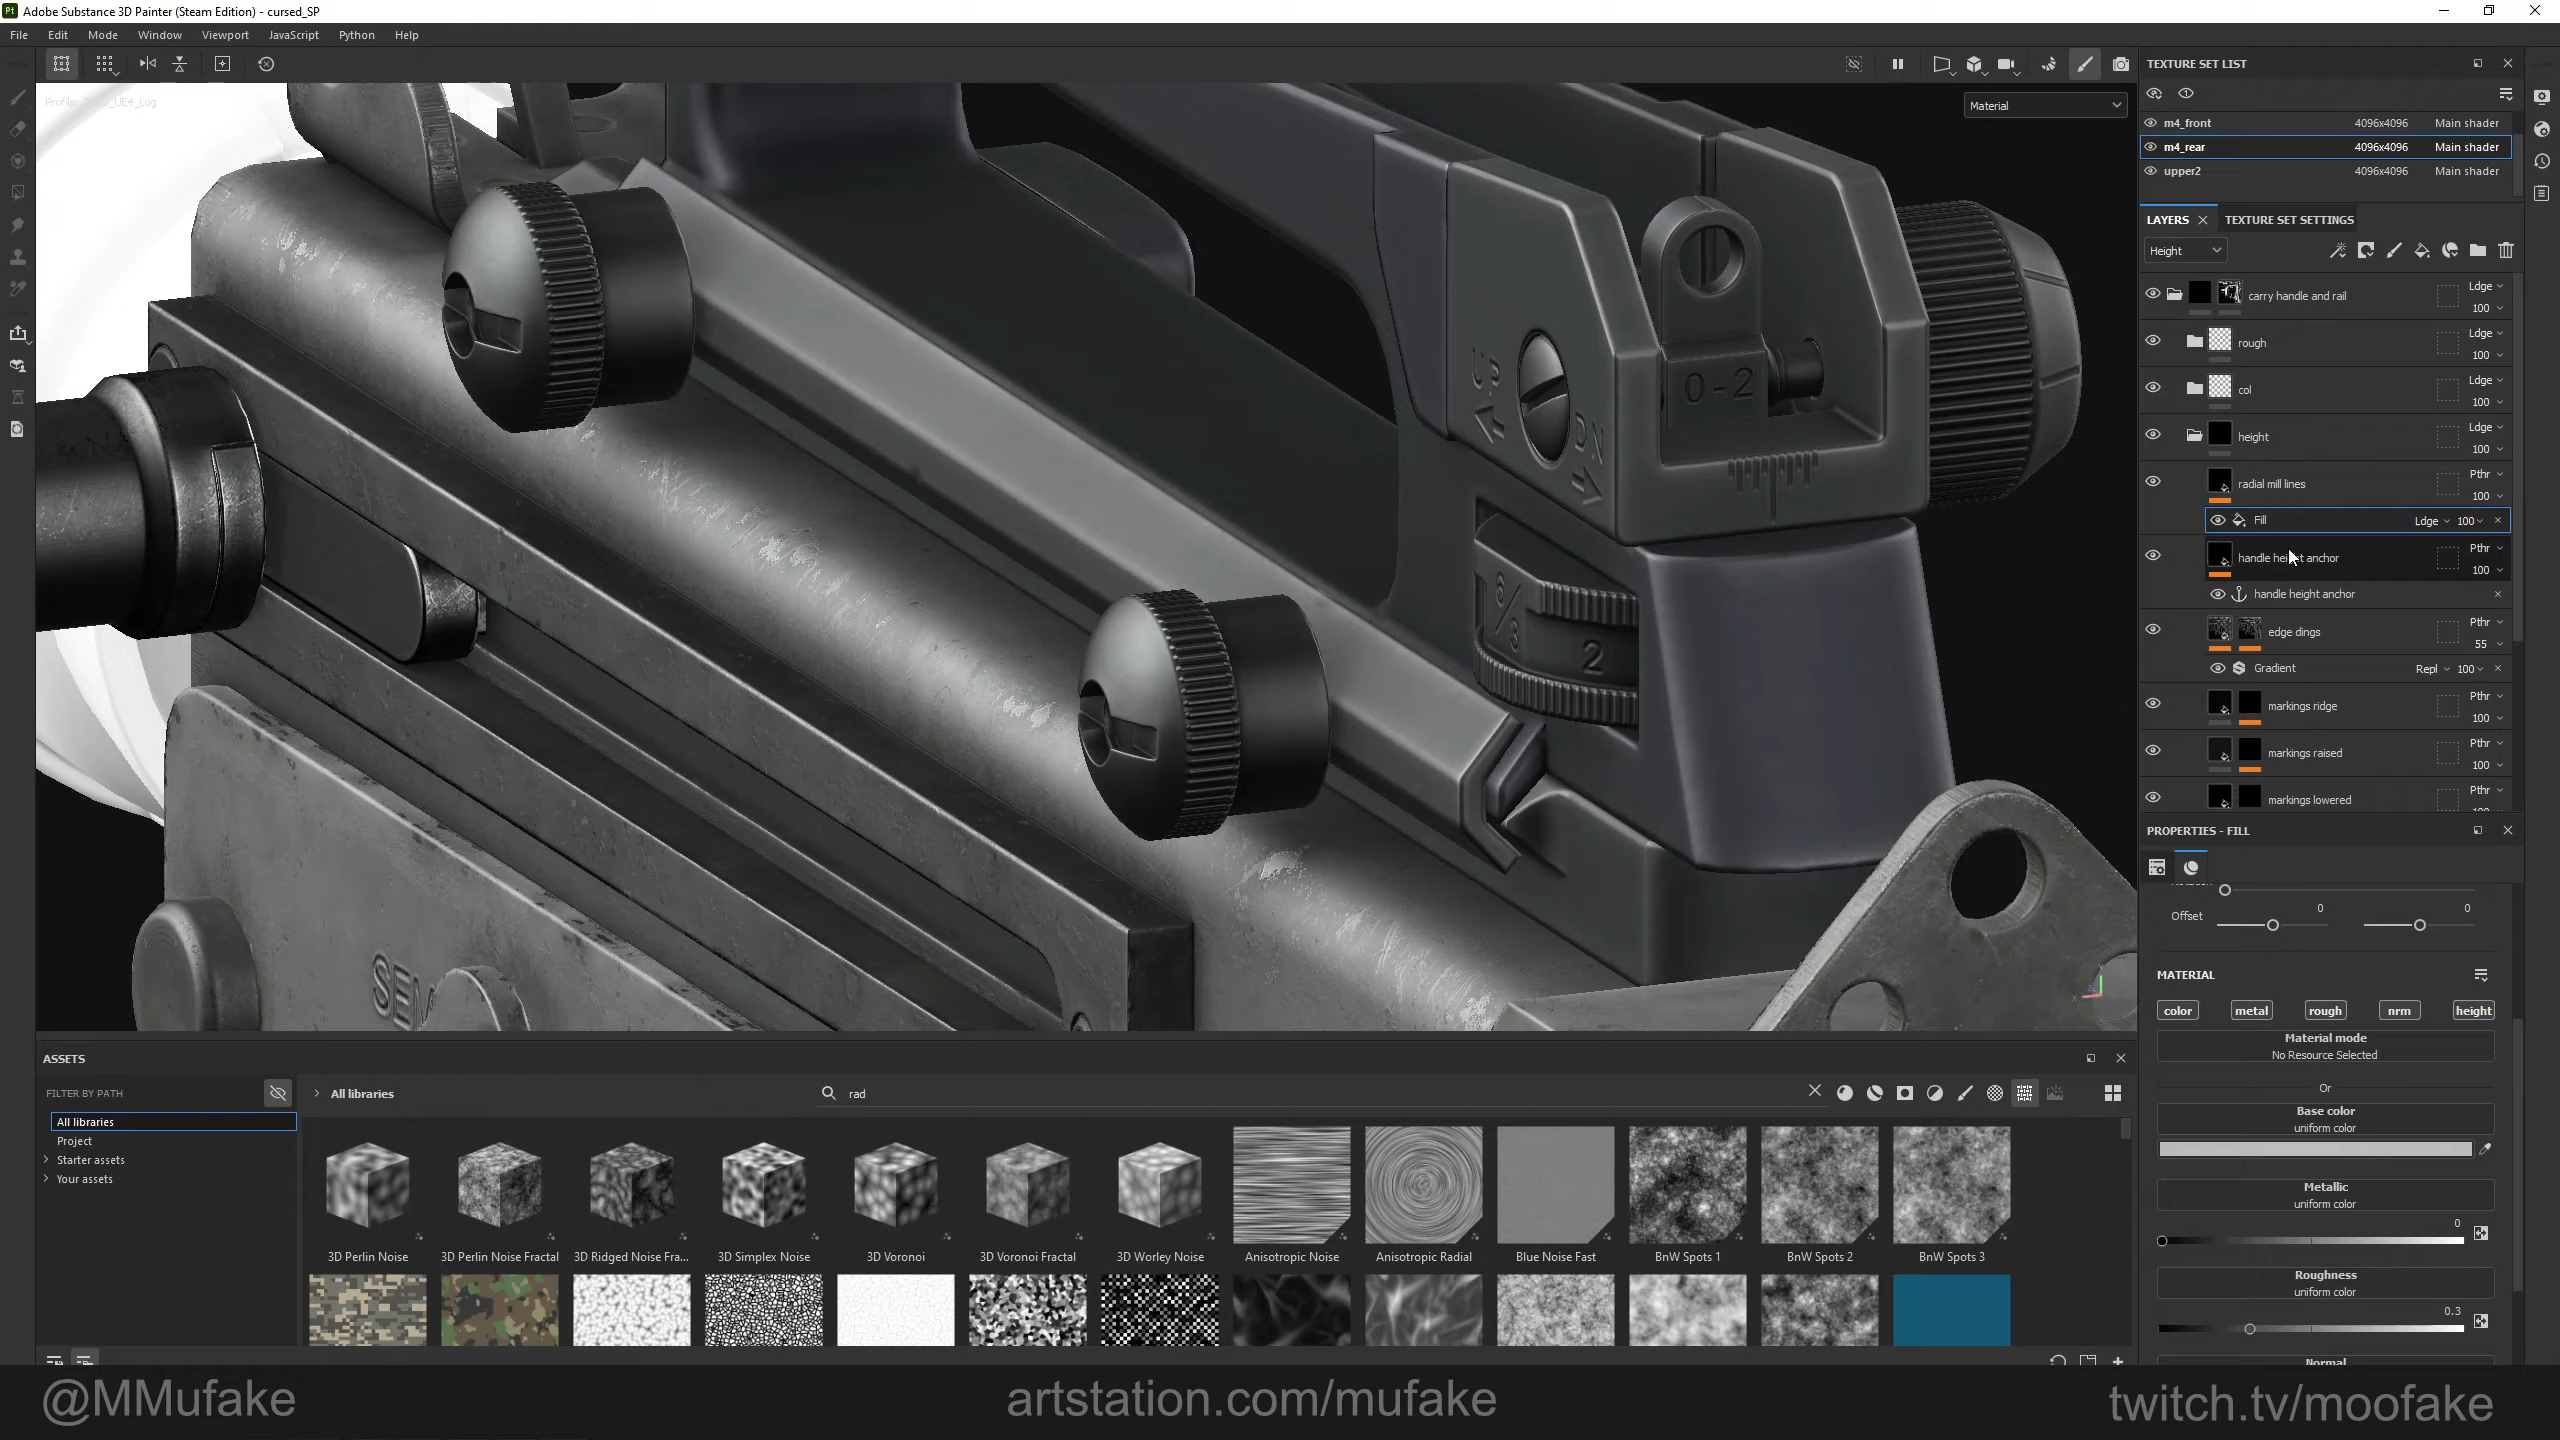 Adobe Substance 3D Painter (Steam Edition) - cursed_SP
File Edit Mode Window Viewport JavaScript Python Help
Material
TEXTURE SET LIST
m4_front 4096x4096 Main shader
m4_rear 4096x4096 Main shader
upper2 4096x4096 Main shader
LAYERS TEXTURE SET SETTINGS
Height
carry handle and rail Ldge
100
rough Ldge
100
col Ldge
100
height Ldge
100
radial mill lines Pthr
100
Fill Ldge 100
handle height anchor Pthr
100
handle height anchor
edge dings Pthr
55
Gradient Repl 100
markings ridge Pthr
100
markings raised Pthr
100
markings lowered Pthr
0-2
2
SEM
PROPERTIES - FILL
Offset 0 0
MATERIAL
color metal rough nrm height
Material mode
No Resource Selected
Or
Base color
uniform color
Metallic
uniform color
0
Roughness
uniform color
0.3
Normal
ASSETS
FILTER BY PATH
All libraries
Project
Starter assets
Your assets
All libraries
rad
3D Perlin Noise 3D Perlin Noise Fractal 3D Ridged Noise Fra... 3D Simplex Noise 3D Voronoi 3D Voronoi Fractal 3D Worley Noise Anisotropic Noise Anisotropic Radial Blue Noise Fast BnW Spots 1 BnW Spots 2 BnW Spots 3
@MMufake
artstation.com/mufake
twitch.tv/moofake